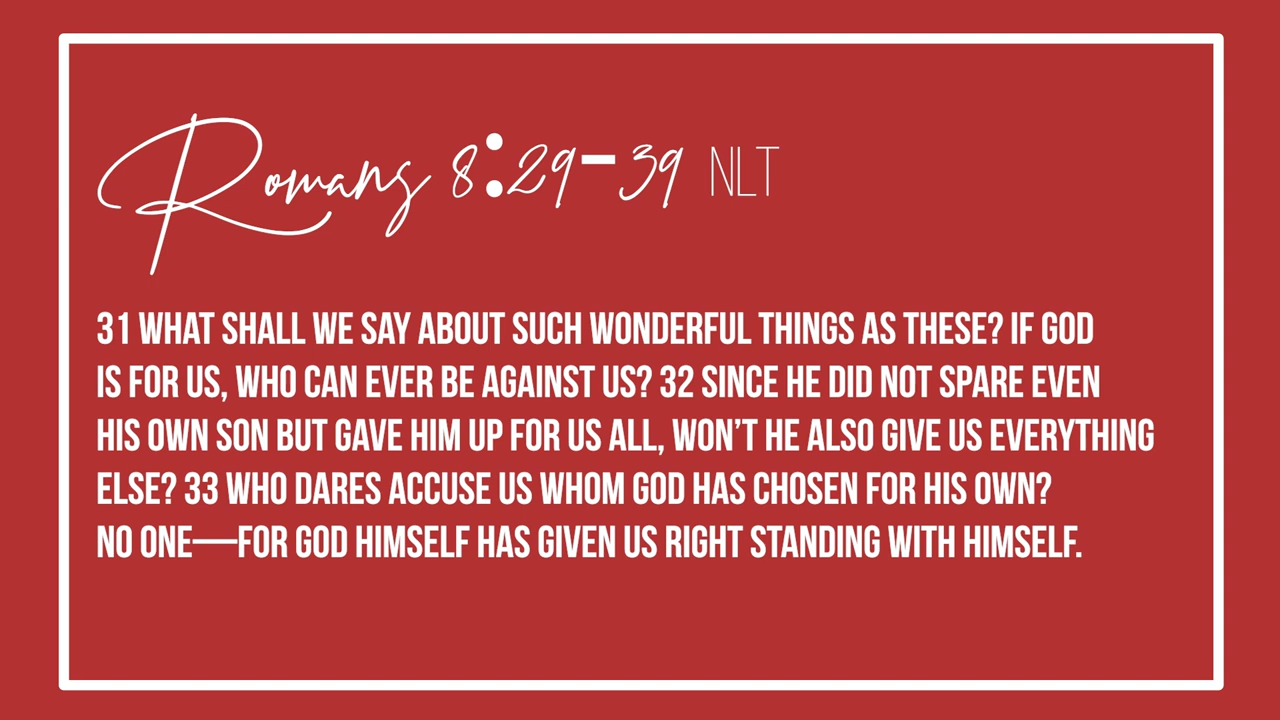 Romans 8:29-39 NLT
31 WHAT SHALL WE SAY ABOUT SUCH WONDERFUL THINGS AS THESE? IF GOD
IS FOR US, WHO CAN EVER BE AGAINST US? 32 SINCE HE DID NOT SPARE EVEN
HIS OWN SON BUT GAVE HIM UP FOR US ALL, WON’T HE ALSO GIVE US EVERYTHING
ELSE? 33 WHO DARES ACCUSE US WHOM GOD HAS CHOSEN FOR HIS OWN?
NO ONE—FOR GOD HIMSELF HAS GIVEN US RIGHT STANDING WITH HIMSELF.